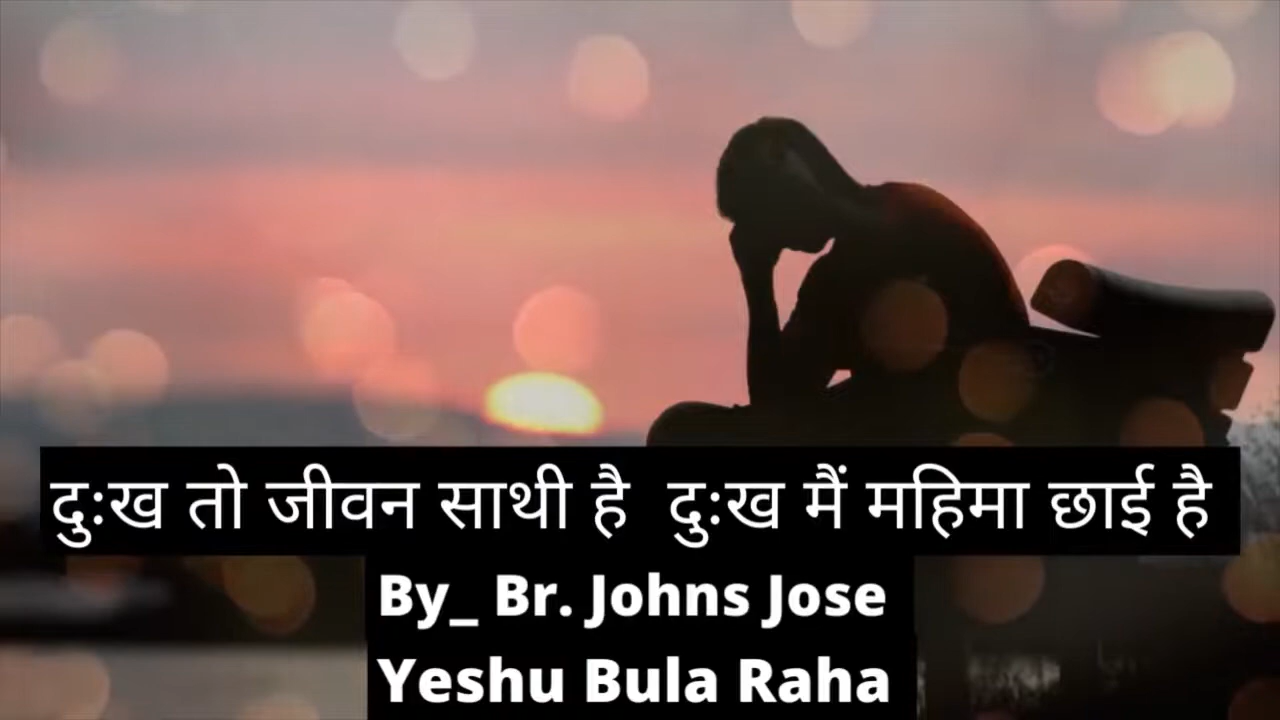 दुःख तो जीवन साथी है दुःख मैं महिमा छाई है
By_ Br. Johns Jose
Yeshu Bula Raha